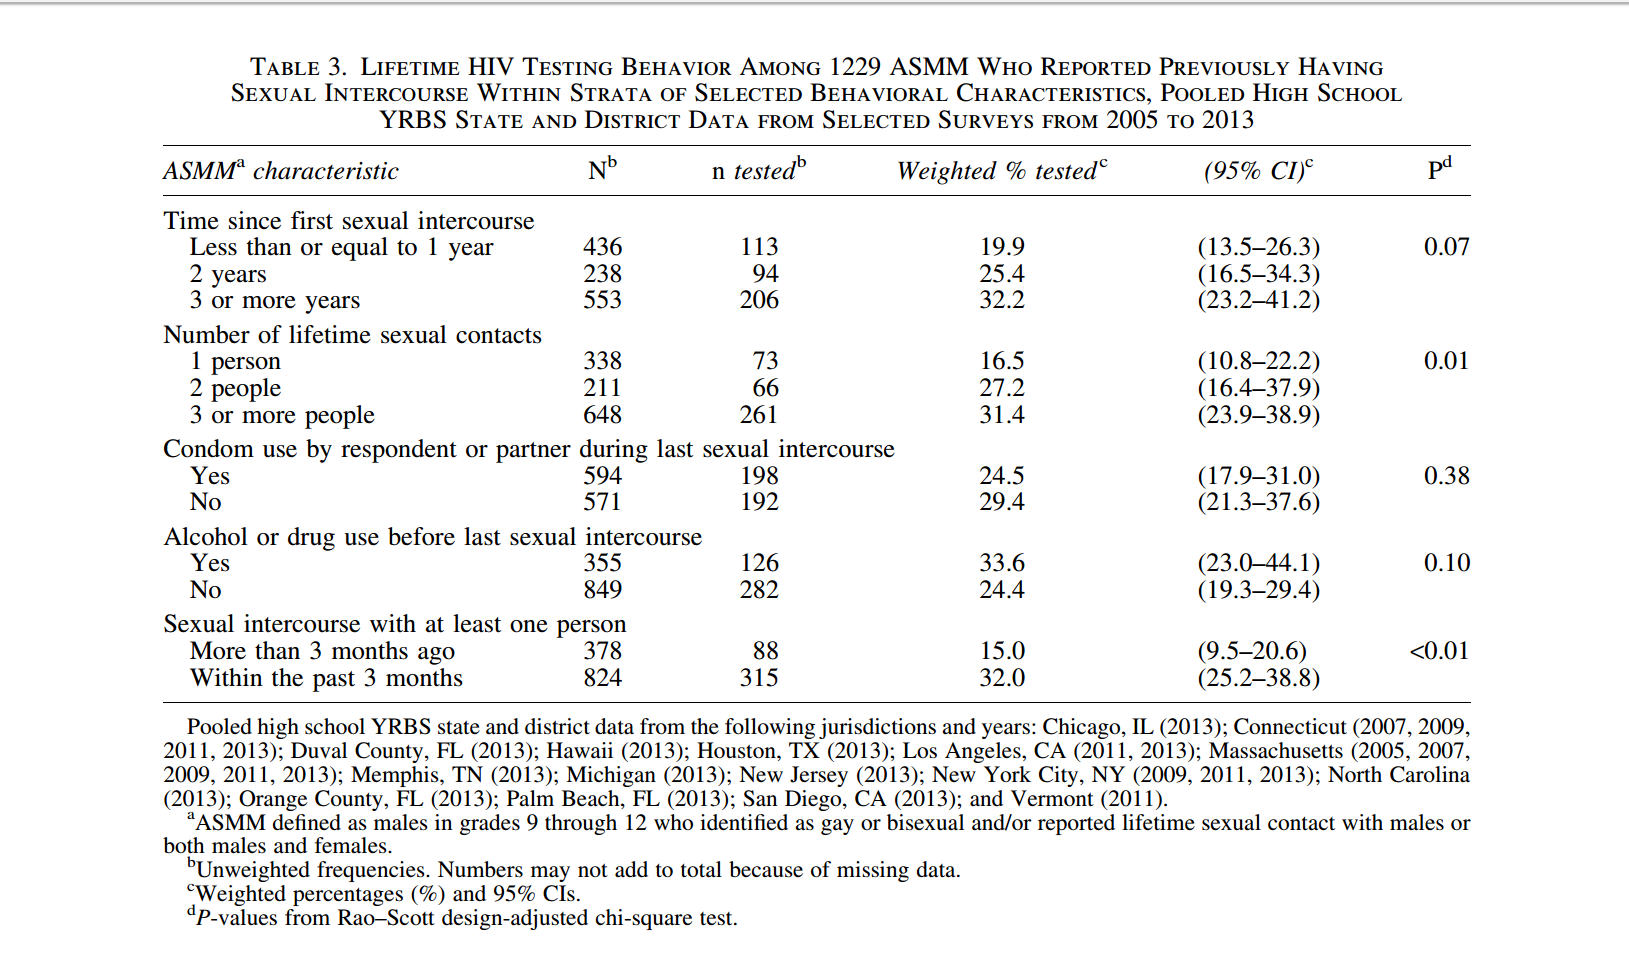 TABLE 3. LIFETIME HIV TESTING BEHAVIOR AMONG 1229 ASMM WHO REPORTED PREVIOUSLY HAVING
SEXUAL INTERCOURSE WITHIN STRATA OF SELECTED BEHAVIORAL CHARACTERISTICS, POOLED HIGH SCHOOL
YRBS STATE AND DISTRICT DATA FROM SELECTED SURVEYS FROM 2005 TO 2013
ASMMa characteristic Nb n testedb Weighted % testedc (95% CI)c Pd
Time since first sexual intercourse
Less than or equal to 1 year 436 113 19.9 (13.5–26.3) 0.07
2 years 238 94 25.4 (16.5–34.3)
3 or more years 553 206 32.2 (23.2–41.2)
Number of lifetime sexual contacts
1 person 338 73 16.5 (10.8–22.2) 0.01
2 people 211 66 27.2 (16.4–37.9)
3 or more people 648 261 31.4 (23.9–38.9)
Condom use by respondent or partner during last sexual intercourse
Yes 594 198 24.5 (17.9–31.0) 0.38
No 571 192 29.4 (21.3–37.6)
Alcohol or drug use before last sexual intercourse
Yes 355 126 33.6 (23.0–44.1) 0.10
No 849 282 24.4 (19.3–29.4)
Sexual intercourse with at least one person
More than 3 months ago 378 88 15.0 (9.5–20.6) <0.01
Within the past 3 months 824 315 32.0 (25.2–38.8)
Pooled high school YRBS state and district data from the following jurisdictions and years: Chicago, IL (2013); Connecticut (2007, 2009,
2011, 2013); Duval County, FL (2013); Hawaii (2013); Houston, TX (2013); Los Angeles, CA (2011, 2013); Massachusetts (2005, 2007,
2009, 2011, 2013); Memphis, TN (2013); Michigan (2013); New Jersey (2013); New York City, NY (2009, 2011, 2013); North Carolina
(2013); Orange County, FL (2013); Palm Beach, FL (2013); San Diego, CA (2013); and Vermont (2011).
aASMM defined as males in grades 9 through 12 who identified as gay or bisexual and/or reported lifetime sexual contact with males or
both males and females.
bUnweighted frequencies. Numbers may not add to total because of missing data.
cWeighted percentages (%) and 95% CIs.
dP-values from Rao–Scott design-adjusted chi-square test.